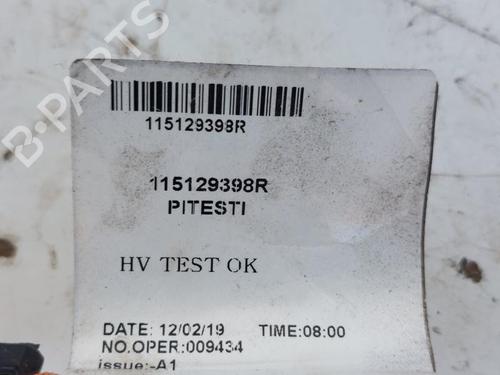 B-PARTS
115129398R
115129398R
PITESTI
HV TEST OK
DATE: 12/02/19 TIME:08:00
NO.OPER:009434
issue:-A1